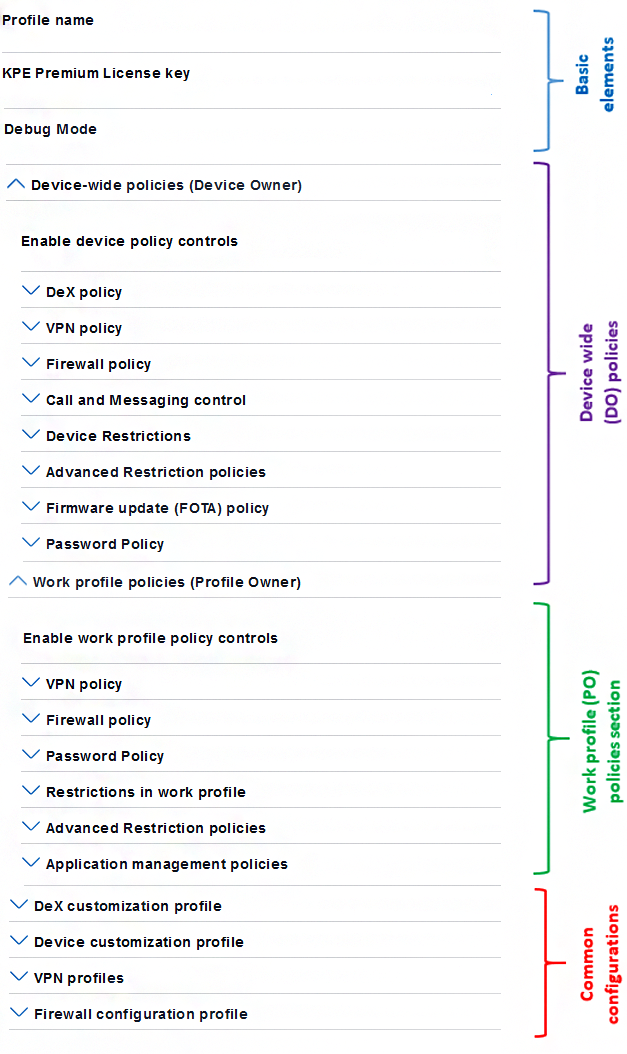 Profile name
KPE Premium License key
Debug Mode
Basic
elements
Device-wide policies (Device Owner)
Enable device policy controls
DeX policy
VPN policy
Firewall policy
Call and Messaging control
Device Restrictions
Advanced Restriction policies
Firmware update (FOTA) policy
Password Policy
Device wide
(DO) policies
Work profile policies (Profile Owner)
Enable work profile policy controls
VPN policy
Firewall policy
Password Policy
Restrictions in work profile
Advanced Restriction policies
Application management policies
Work profile (PO)
policies section
DeX customization profile
Device customization profile
VPN profiles
Firewall configuration profile
Common
configurations